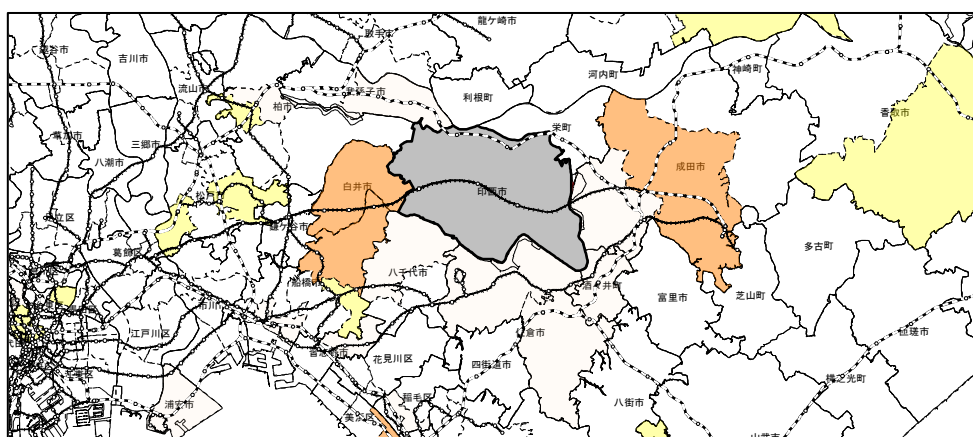 龍ケ崎市
取手市
越谷市
吉川市
河内町
神崎町
流山市
我孫子市
利根町
柏市
香取市
草加市
栄町
三郷市
八潮市
成田市
白井市
印西市
松戸市
足立区
鎌ケ谷市
多古町
葛飾区
八千代市
船橋市
酒々井町
富里市
芝山町
市川市
江戸川区
匝瑳市
佐倉市
習志野市
花見川区
四街道市
横芝光町
稲毛区
浦安市
八街市
美浜区
山武市